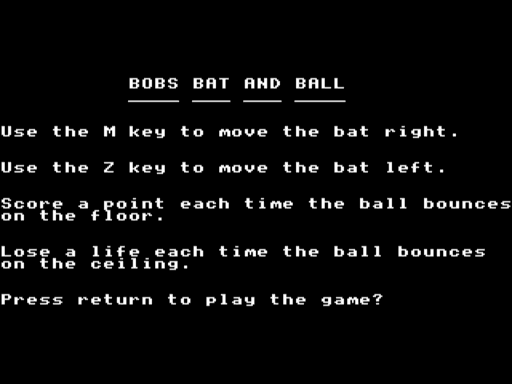 BOBS BAT AND BALL
Use the M key to move the bat right.
Use the Z key to move the bat left.
Score a point each time the ball bounces
on the floor.
Lose a life each time the ball bounces
on the ceiling.
Press return to play the game?